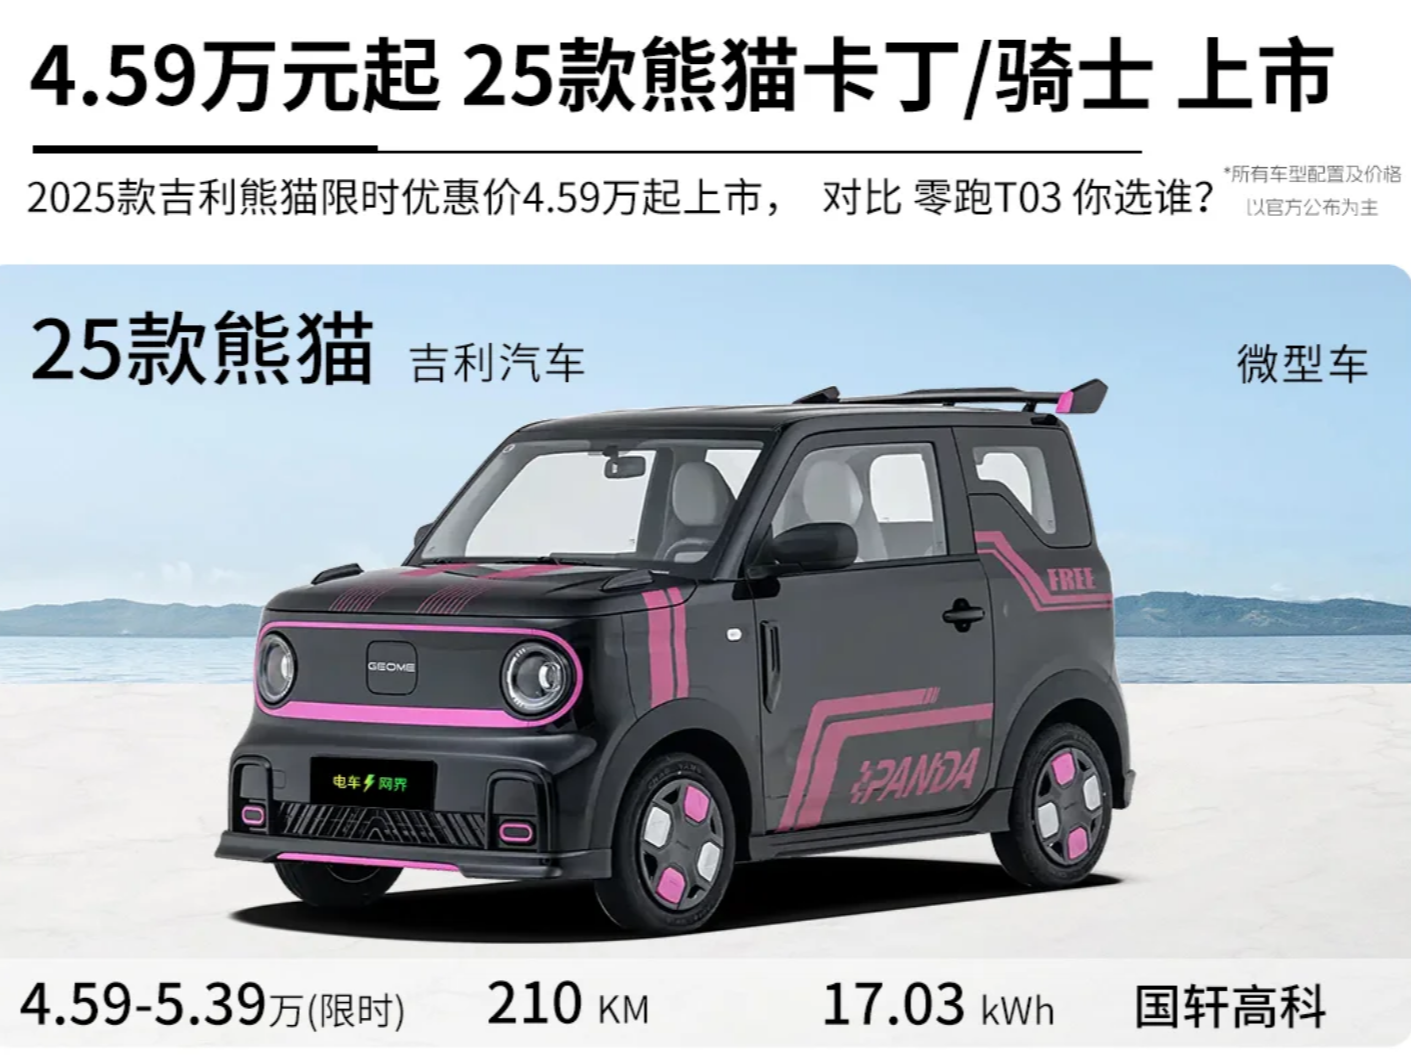 4.59万元起 25款熊猫卡丁/骑士 上市
2025款吉利熊猫限时优惠价4.59万起上市， 对比 零跑T03 你选谁？
*所有车型配置及价格
以官方公布为主
25款熊猫 吉利汽车
微型车
FREE
GEOME
PANDA
电车网界
4.59-5.39万(限时) 210 KM 17.03 kWh 国轩高科